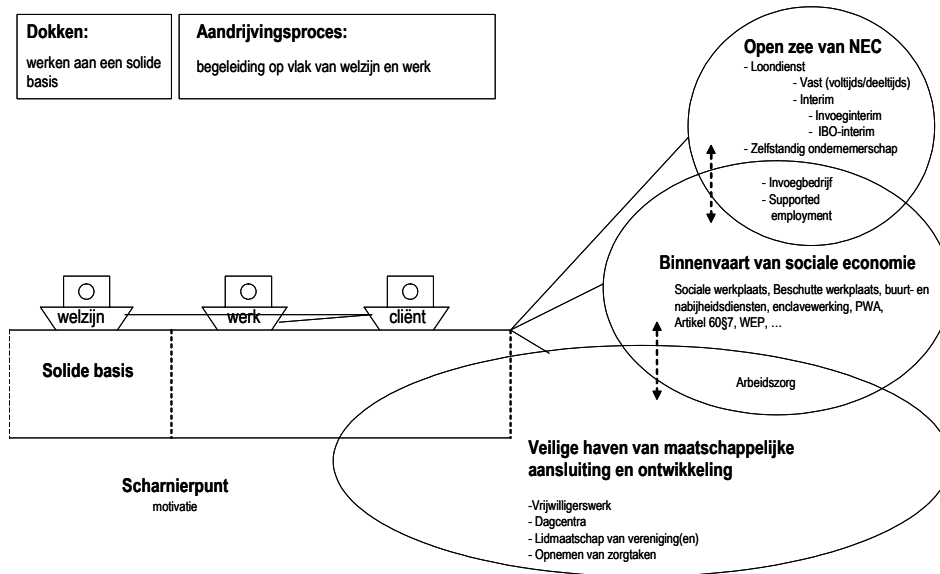 Dokken:
werken aan een solide
basis
Aandrijvingsproces:
begeleiding op vlak van welzijn en werk
Open zee van NEC
- Loondienst
- Vast (voltijds/deeltijds)
- Interim
- Invoeginterim
- IBO-interim
- Zelfstandig ondernemerschap
- Invoegbedrijf
- Supported
employment
Binnenvaart van sociale economie
Sociale werkplaats, Beschutte werkplaats, buurt- en
nabijheidsdiensten, enclavewerking, PWA,
Artikel 60§7, WEP, ...
welzijn
werk
cliënt
Solide basis
Arbeidszorg
Veilige haven van maatschappelijke
aansluiting en ontwikkeling
-Vrijwilligerswerk
- Dagcentra
- Lidmaatschap van vereniging(en)
- Opnemen van zorgtaken
Scharnierpunt
motivatie